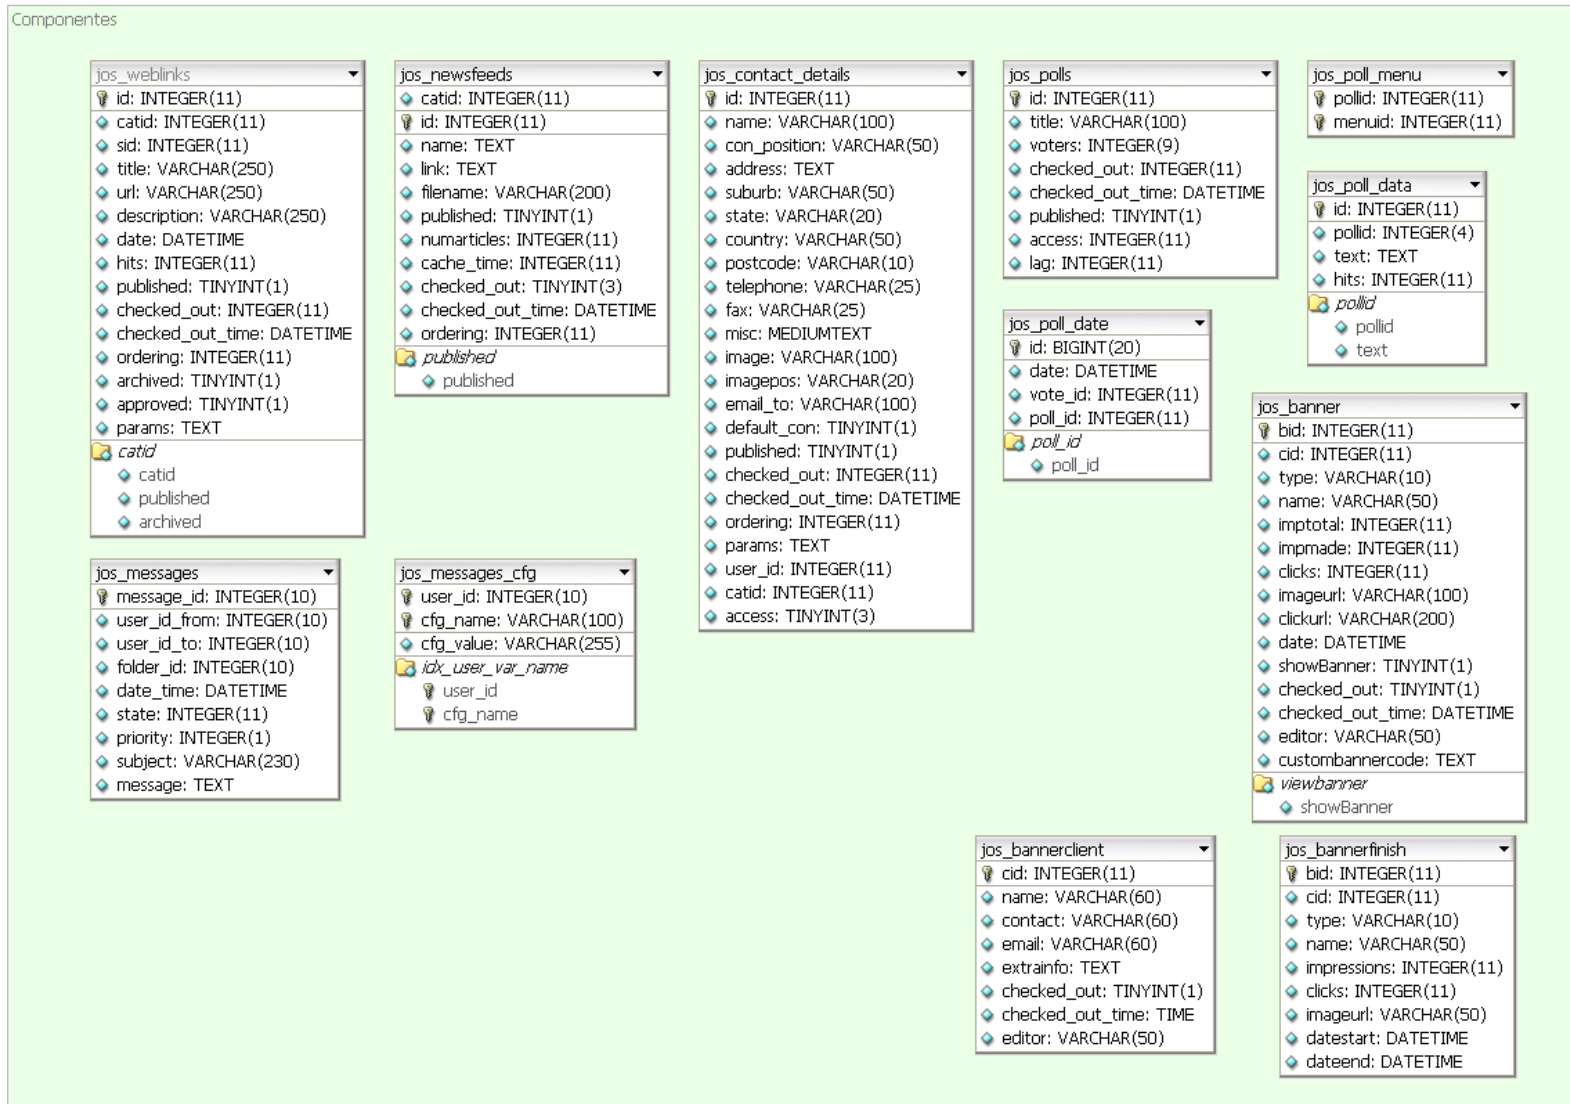 Componentes
jos_weblinks
id: INTEGER(11)
catid: INTEGER(11)
sid: INTEGER(11)
title: VARCHAR(250)
url: VARCHAR(250)
description: VARCHAR(250)
date: DATETIME
hits: INTEGER(11)
published: TINYINT(1)
checked_out: INTEGER(11)
checked_out_time: DATETIME
ordering: INTEGER(11)
archived: TINYINT(1)
approved: TINYINT(1)
params: TEXT
catid
catid
published
archived
jos_newsfeeds
catid: INTEGER(11)
id: INTEGER(11)
name: TEXT
link: TEXT
filename: VARCHAR(200)
published: TINYINT(1)
numarticles: INTEGER(11)
cache_time: INTEGER(11)
checked_out: TINYINT(3)
checked_out_time: DATETIME
ordering: INTEGER(11)
published
published
jos_contact_details
id: INTEGER(11)
name: VARCHAR(100)
con_position: VARCHAR(50)
address: TEXT
suburb: VARCHAR(50)
state: VARCHAR(20)
country: VARCHAR(50)
postcode: VARCHAR(10)
telephone: VARCHAR(25)
fax: VARCHAR(25)
misc: MEDIUMTEXT
image: VARCHAR(100)
imagepos: VARCHAR(20)
email_to: VARCHAR(100)
default_con: TINYINT(1)
published: TINYINT(1)
checked_out: INTEGER(11)
checked_out_time: DATETIME
ordering: INTEGER(11)
params: TEXT
user_id: INTEGER(11)
catid: INTEGER(11)
access: TINYINT(3)
jos_polls
id: INTEGER(11)
title: VARCHAR(100)
voters: INTEGER(9)
checked_out: INTEGER(11)
checked_out_time: DATETIME
published: TINYINT(1)
access: INTEGER(11)
lag: INTEGER(11)
jos_poll_menu
pollid: INTEGER(11)
menuid: INTEGER(11)
jos_poll_data
id: INTEGER(11)
pollid: INTEGER(4)
text: TEXT
hits: INTEGER(11)
pollid
pollid
text
jos_poll_date
id: BIGINT(20)
date: DATETIME
vote_id: INTEGER(11)
poll_id: INTEGER(11)
poll_id
poll_id
jos_banner
bid: INTEGER(11)
cid: INTEGER(11)
type: VARCHAR(10)
name: VARCHAR(50)
imptotal: INTEGER(11)
impmade: INTEGER(11)
clicks: INTEGER(11)
imageurl: VARCHAR(100)
clickurl: VARCHAR(200)
date: DATETIME
showBanner: TINYINT(1)
checked_out: TINYINT(1)
checked_out_time: DATETIME
editor: VARCHAR(50)
custombannercode: TEXT
viewbanner
showBanner
jos_messages
message_id: INTEGER(10)
user_id_from: INTEGER(10)
user_id_to: INTEGER(10)
folder_id: INTEGER(10)
date_time: DATETIME
state: INTEGER(11)
priority: INTEGER(1)
subject: VARCHAR(230)
message: TEXT
jos_messages_cfg
user_id: INTEGER(10)
cfg_name: VARCHAR(100)
cfg_value: VARCHAR(255)
idx_user_var_name
user_id
cfg_name
jos_bannerclient
cid: INTEGER(11)
name: VARCHAR(60)
contact: VARCHAR(60)
email: VARCHAR(60)
extrainfo: TEXT
checked_out: TINYINT(1)
checked_out_time: TIME
editor: VARCHAR(50)
jos_bannerfinish
bid: INTEGER(11)
cid: INTEGER(11)
type: VARCHAR(10)
name: VARCHAR(50)
impressions: INTEGER(11)
clicks: INTEGER(11)
imageurl: VARCHAR(50)
datestart: DATETIME
dateend: DATETIME